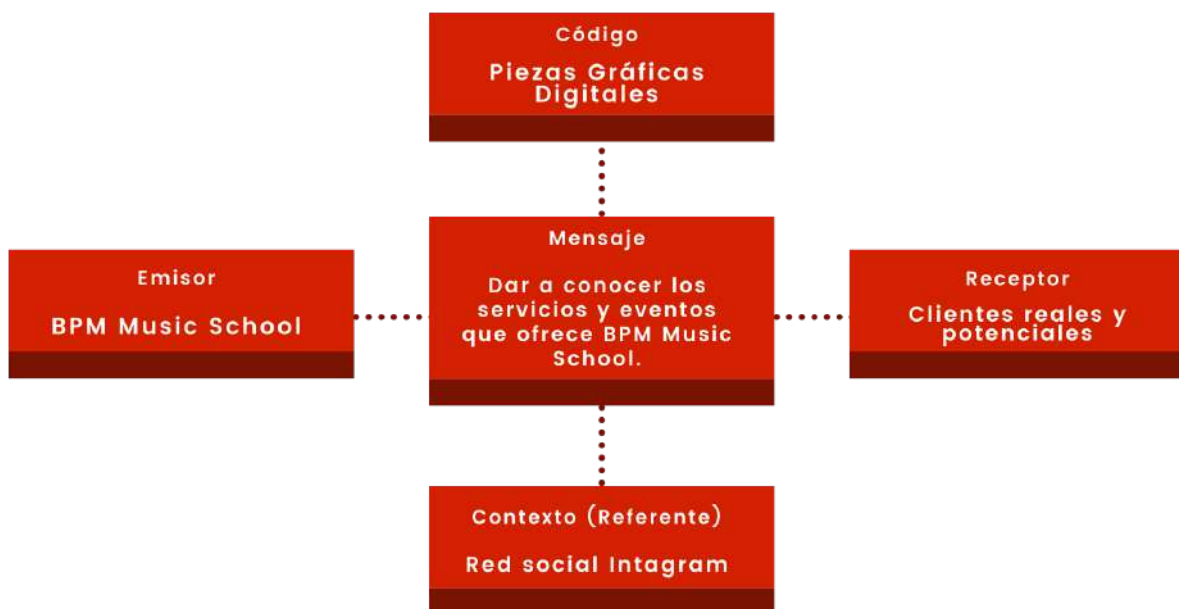 Código
Piezas Gráficas
Digitales
Mensaje
Dar a conocer los
servicios y eventos
que ofrece BPM Music
School.
Emisor
BPM Music School
Receptor
Clientes reales y
potenciales
Contexto (Referente)
Red social Intagram